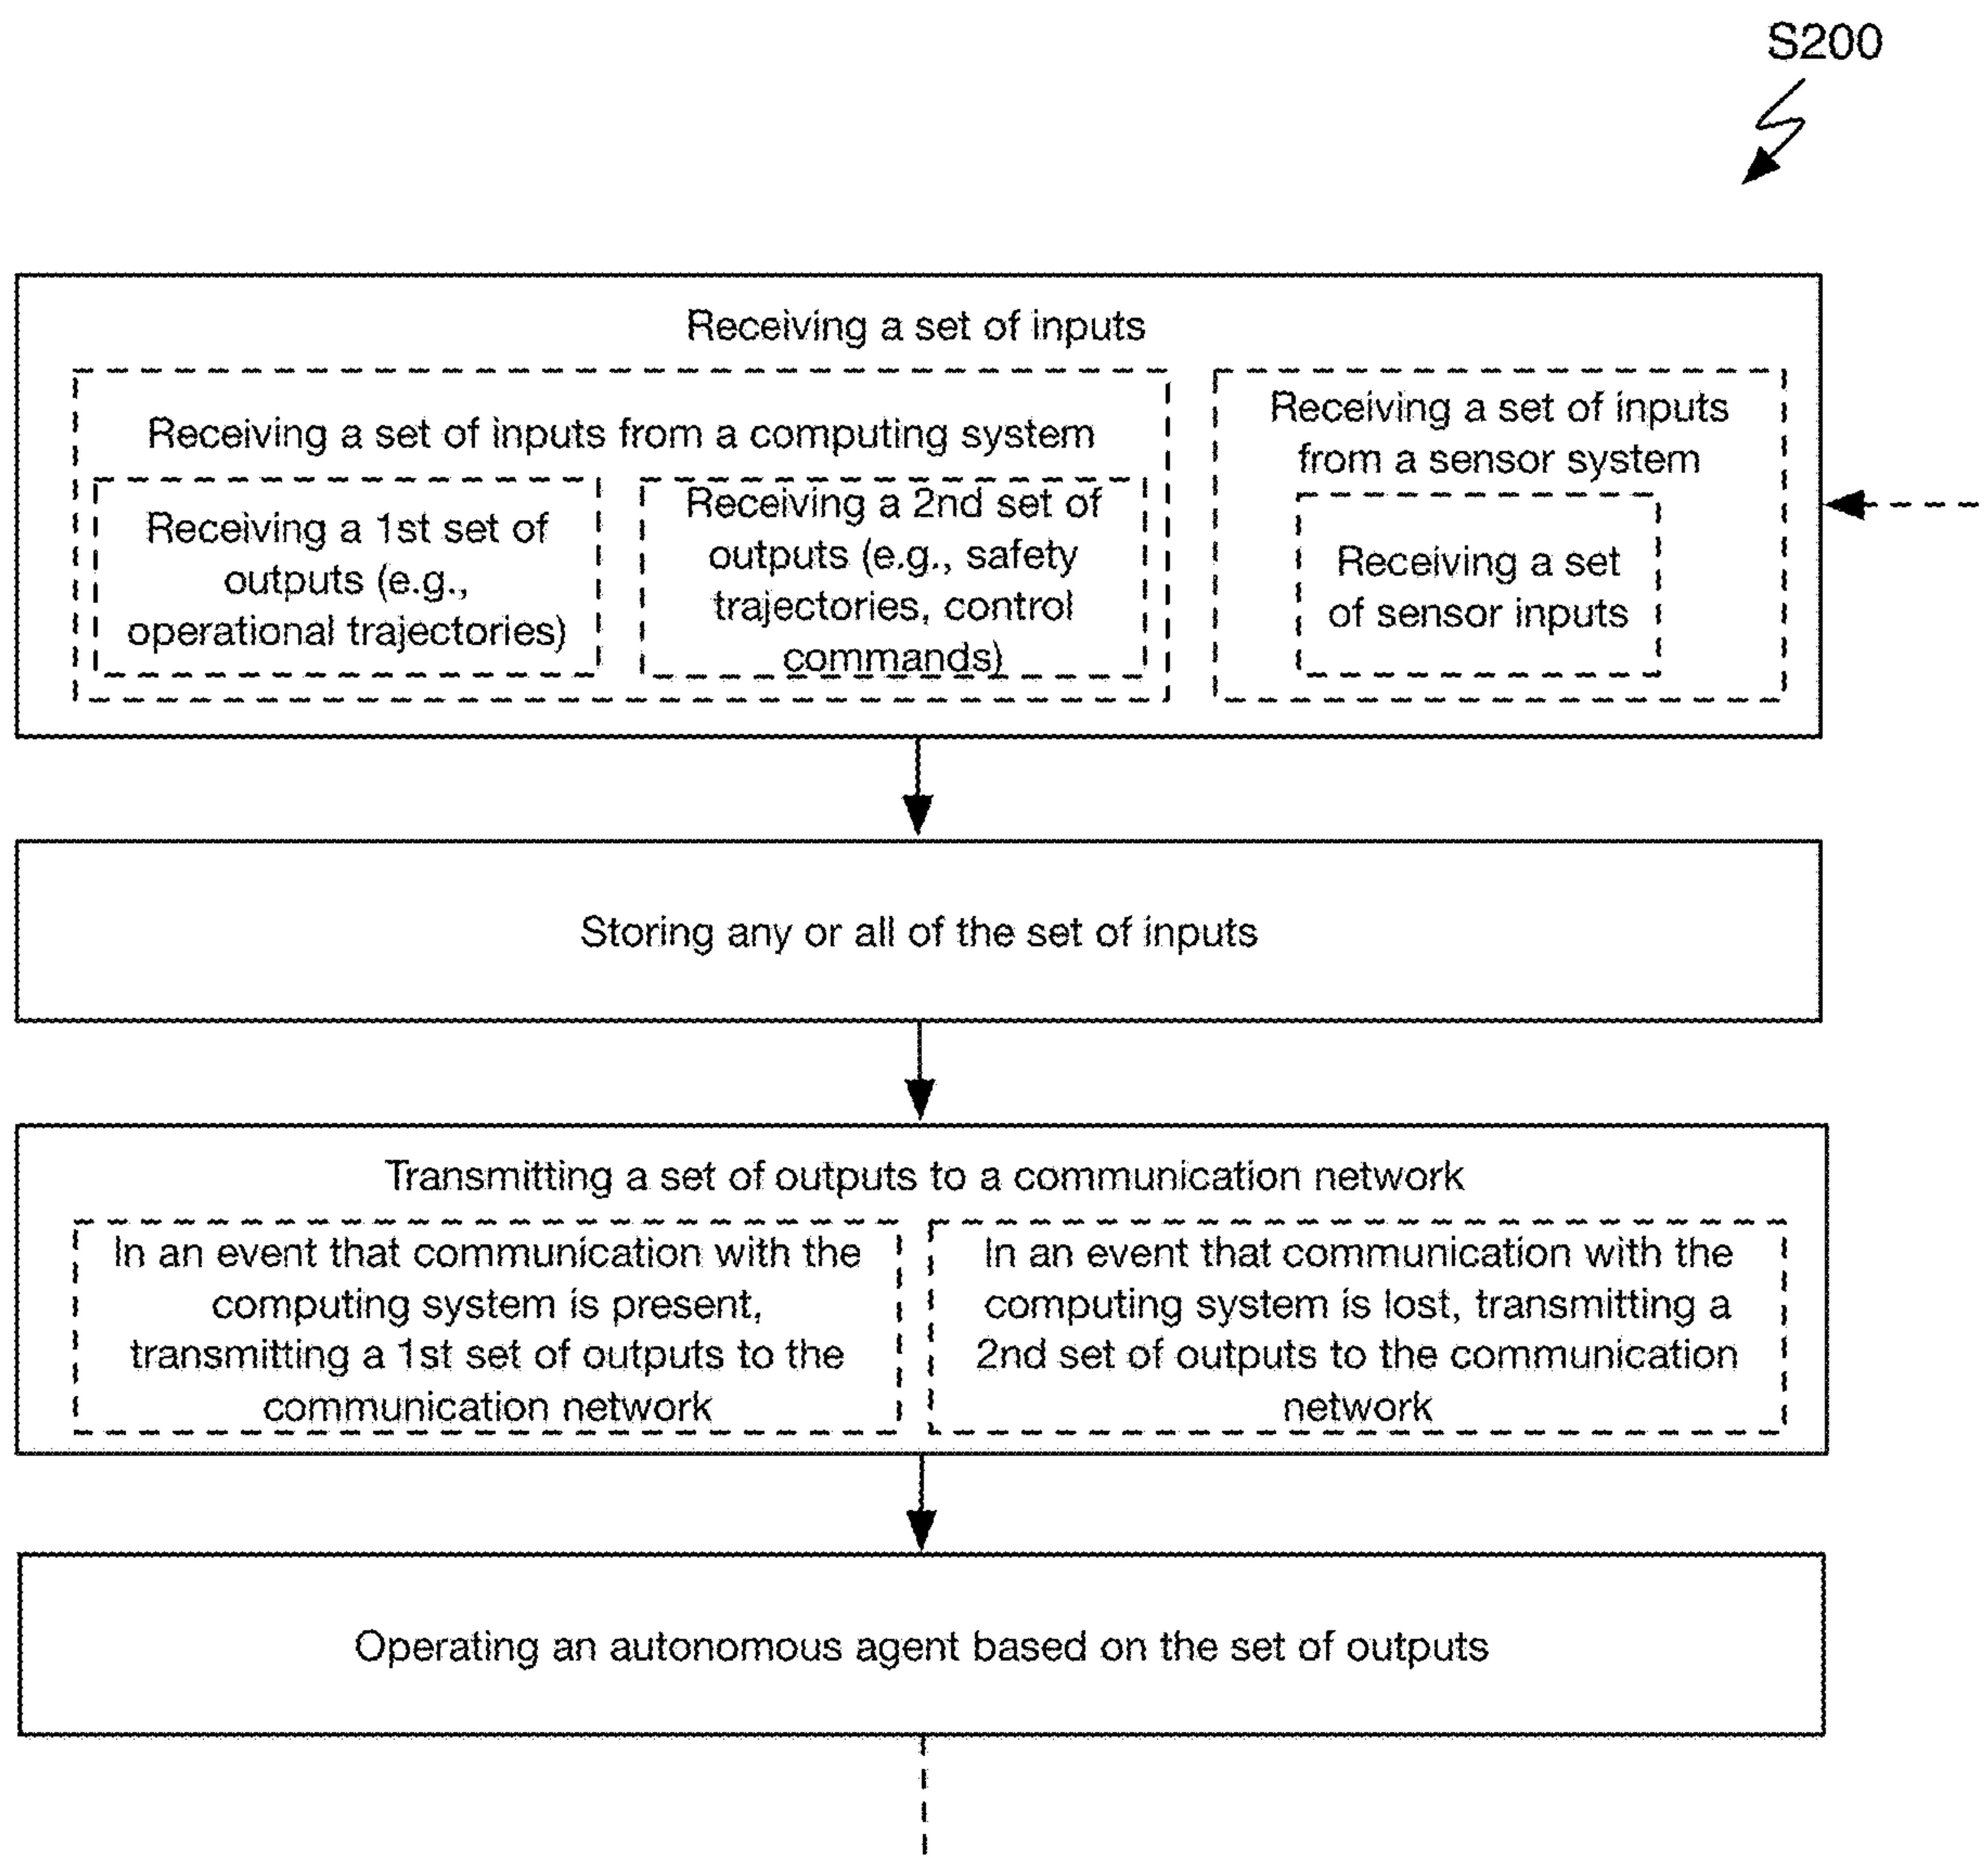 S200
Receiving a set of inputs
Receiving a set of inputs from a computing system
Receiving a 1st set of
outputs (e.g.,
operational trajectories)
Receiving a 2nd set of
outputs (e.g., safety
trajectories, control
commands)
Receiving a set of inputs
from a sensor system
Receiving a set
of sensor inputs
Storing any or all of the set of inputs
Transmitting a set of outputs to a communication network
In an event that communication with the
computing system is present,
transmitting a 1st set of outputs to the
communication network
In an event that communication with the
computing system is lost, transmitting a
2nd set of outputs to the communication
network
Operating an autonomous agent based on the set of outputs